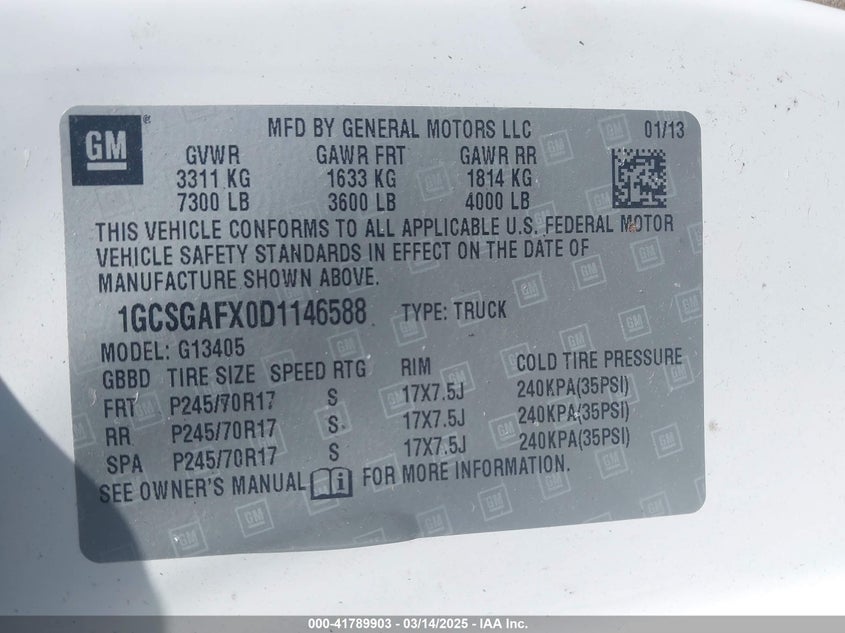 GM ® MFD BY GENERAL MOTORS LLC 01/13
GVWR GAWR FRT GAWR RR
3311 KG 1633 KG 1814 KG
7300 LB 3600 LB 4000 LB
THIS VEHICLE CONFORMS TO ALL APPLICABLE U.S. FEDERAL MOTOR
VEHICLE SAFETY STANDARDS IN EFFECT ON THE DATE OF
MANUFACTURE SHOWN ABOVE.
1GCSGAFX0D1146588 TYPE: TRUCK
MODEL: G13405
GBBD TIRE SIZE SPEED RTG RIM COLD TIRE PRESSURE
FRT P245/70R17 S 17X7.5J 240KPA(35PSI)
RR P245/70R17 S 17X7.5J 240KPA(35PSI)
SPA P245/70R17 S 17X7.5J 240KPA(35PSI)
SEE OWNER'S MANUAL FOR MORE INFORMATION.
000-41789903 - 03/14/2025 - IAAI.COM